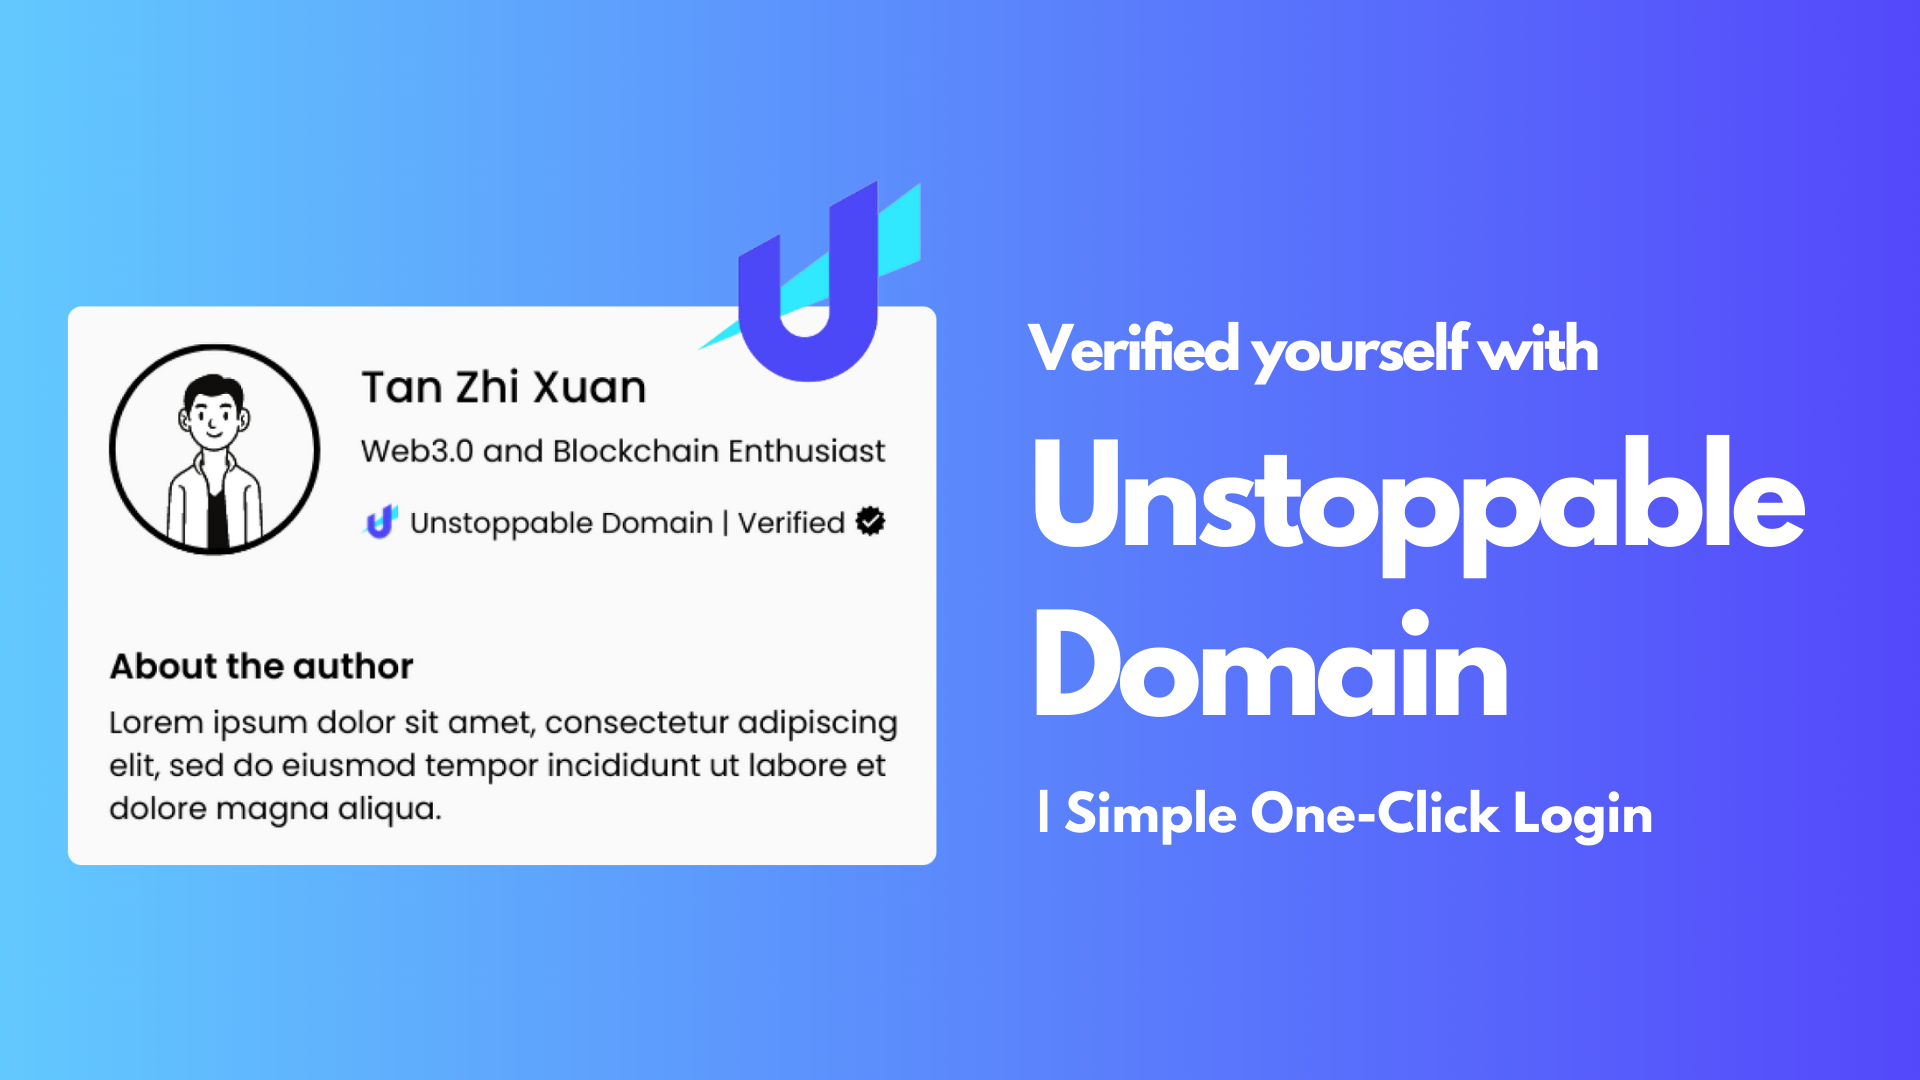 Tan Zhi Xuan
Web3.0 and Blockchain Enthusiast
Unstoppable Domain | Verified
About the author
Lorem ipsum dolor sit amet, consectetur adipiscing
elit, sed do eiusmod tempor incididunt ut labore et
dolore magna aliqua.
Verified yourself with
Unstoppable
Domain
| Simple One-Click Login